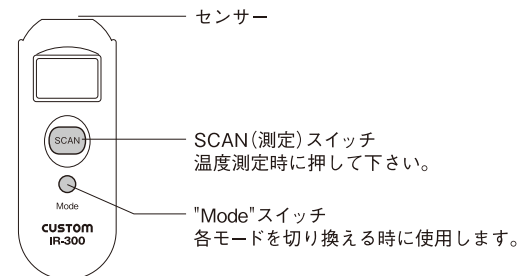 センサー
SCAN
SCAN(測定)スイッチ
温度測定時に押して下さい。
Mode
"Mode"スイッチ
各モードを切り換える時に使用します。
CUSTOM
IR-300